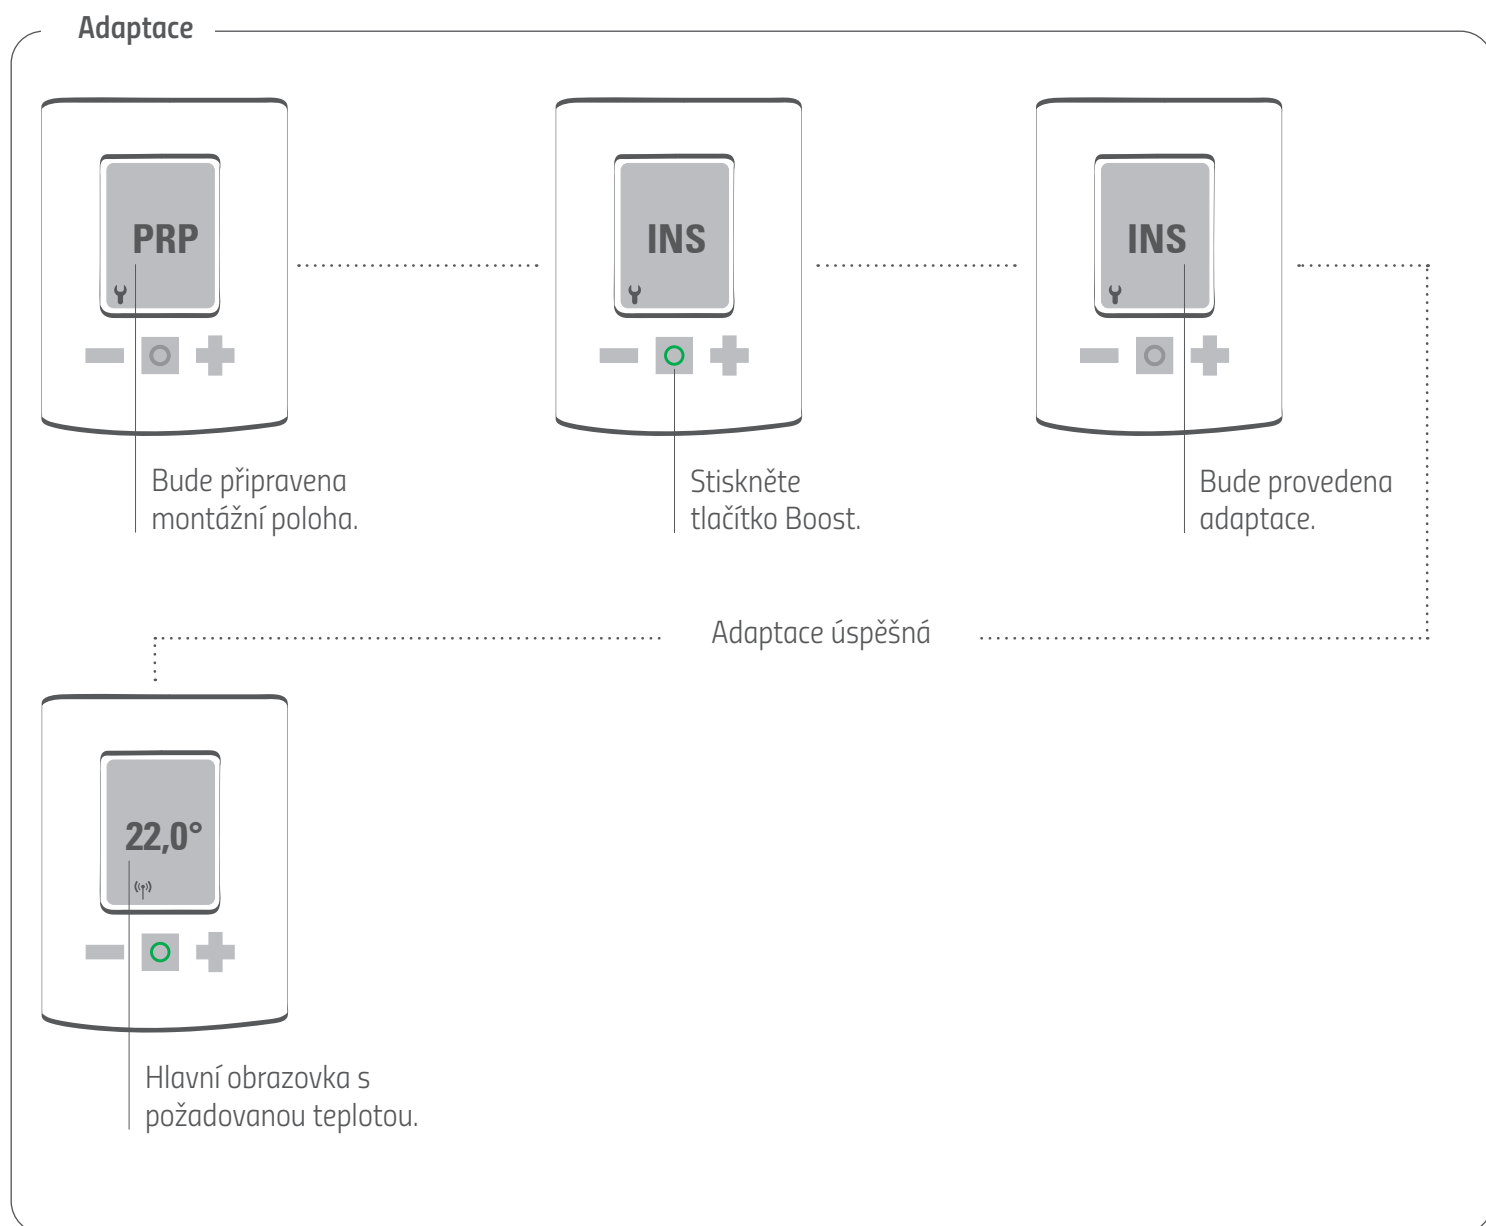 Adaptace
PRP
INS
INS
Bude připravena
montážní poloha.
Stiskněte
tlačítko Boost.
Bude provedena
adaptace.
Adaptace úspěšná
22,0°
Hlavní obrazovka s
požadovanou teplotou.